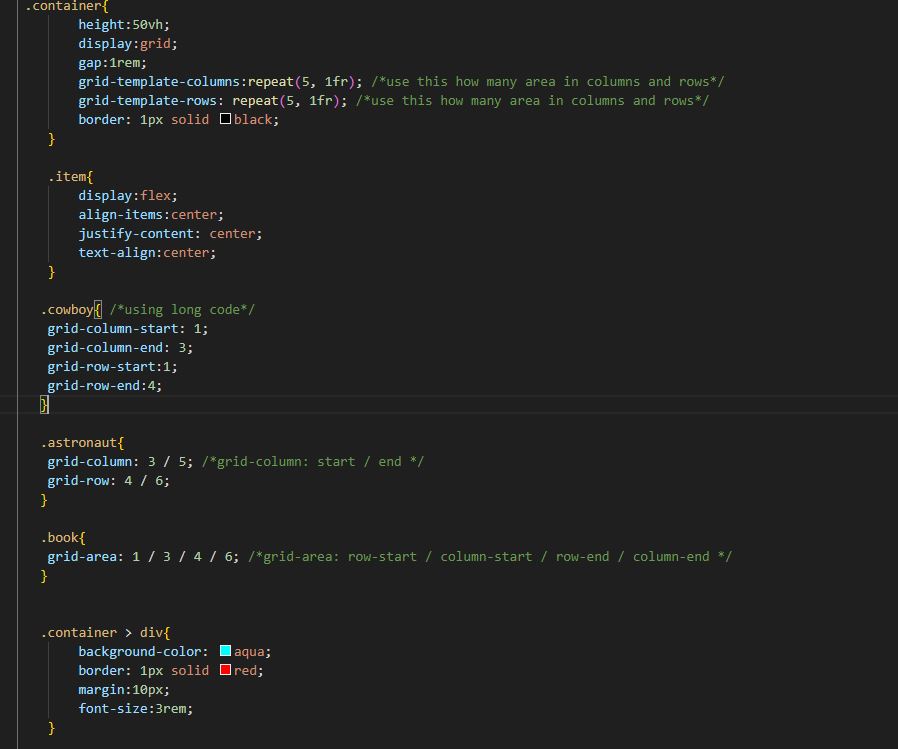 .container{
height:50vh;
display:grid;
gap:1rem;
grid-template-columns:repeat(5, 1fr); /*use this how many area in columns and rows*/
grid-template-rows: repeat(5, 1fr); /*use this how many area in columns and rows*/
border: 1px solid black;
}
.item{
display:flex;
align-items:center;
justify-content: center;
text-align:center;
}
.cowboy{ /*using long code*/
grid-column-start: 1;
grid-column-end: 3;
grid-row-start:1;
grid-row-end:4;
}
.astronaut{
grid-column: 3 / 5; /*grid-column: start / end */
grid-row: 4 / 6;
}
.book{
grid-area: 1 / 3 / 4 / 6; /*grid-area: row-start / column-start / row-end / column-end */
}
.container > div{
background-color: aqua;
border: 1px solid red;
margin:10px;
font-size:3rem;
}